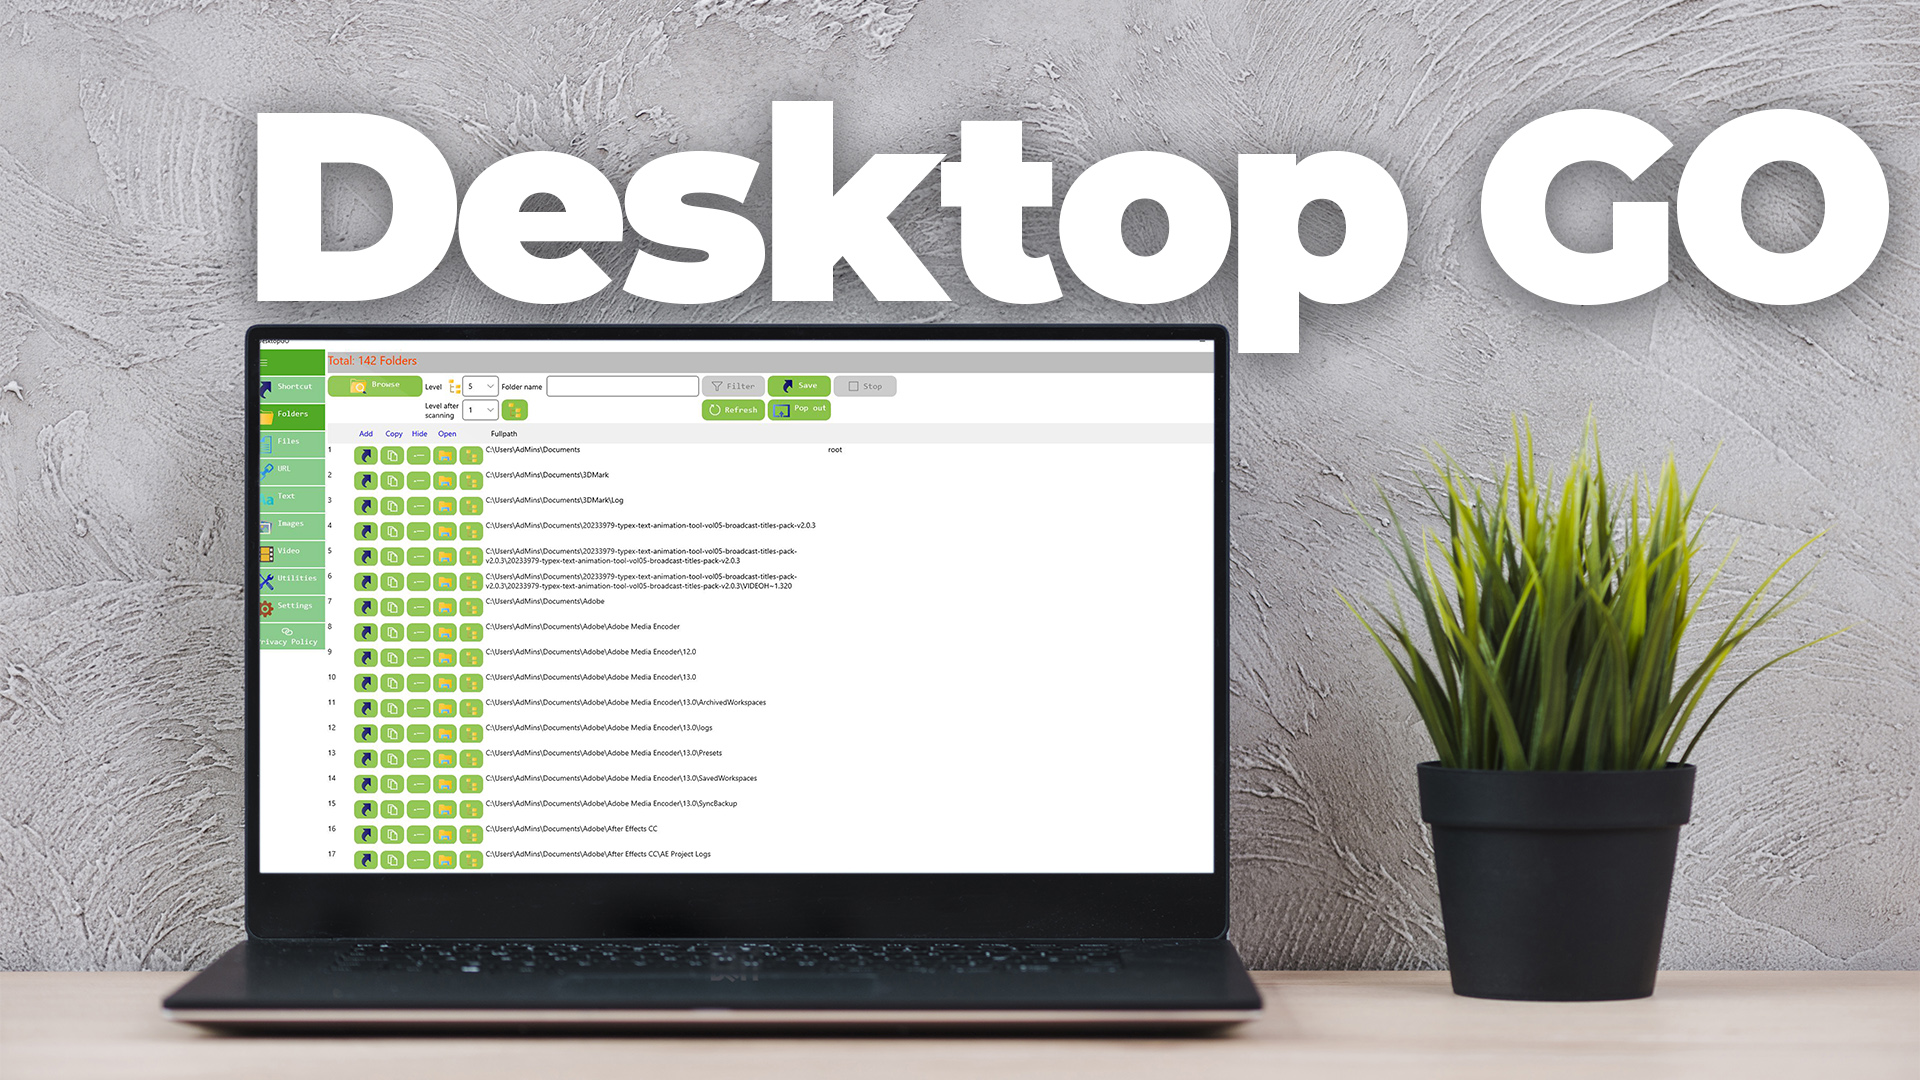 Desktop GO
Total: 142 Folders
Shortcut
Folders
Files
URL
Text
Images
Video
Utilities
Settings
Privacy Policy
Browse Level 5 Folder name Filter Save Stop
Level after scanning 1 Refresh Pop out
Add Copy Hide Open Fullpath
1 C:\Users\AdMins\Documents root
2 C:\Users\AdMins\Documents\3DMark
3 C:\Users\AdMins\Documents\3DMark\Log
4 C:\Users\AdMins\Documents\20233979-typex-text-animation-tool-vol05-broadcast-titles-pack-v2.0.3
5 C:\Users\AdMins\Documents\20233979-typex-text-animation-tool-vol05-broadcast-titles-pack-
v2.0.3\20233979-typex-text-animation-tool-vol05-broadcast-titles-pack-v2.0.3
6 C:\Users\AdMins\Documents\20233979-typex-text-animation-tool-vol05-broadcast-titles-pack-
v2.0.3\20233979-typex-text-animation-tool-vol05-broadcast-titles-pack-v2.0.3\VIDEOH~1.320
7 C:\Users\AdMins\Documents\Adobe
8 C:\Users\AdMins\Documents\Adobe\Adobe Media Encoder
9 C:\Users\AdMins\Documents\Adobe\Adobe Media Encoder\12.0
10 C:\Users\AdMins\Documents\Adobe\Adobe Media Encoder\13.0
11 C:\Users\AdMins\Documents\Adobe\Adobe Media Encoder\13.0\ArchivedWorkspaces
12 C:\Users\AdMins\Documents\Adobe\Adobe Media Encoder\13.0\logs
13 C:\Users\AdMins\Documents\Adobe\Adobe Media Encoder\13.0\Presets
14 C:\Users\AdMins\Documents\Adobe\Adobe Media Encoder\13.0\SavedWorkspaces
15 C:\Users\AdMins\Documents\Adobe\Adobe Media Encoder\13.0\SyncBackup
16 C:\Users\AdMins\Documents\Adobe\After Effects CC
17 C:\Users\AdMins\Documents\Adobe\After Effects CC\AE Project Logs